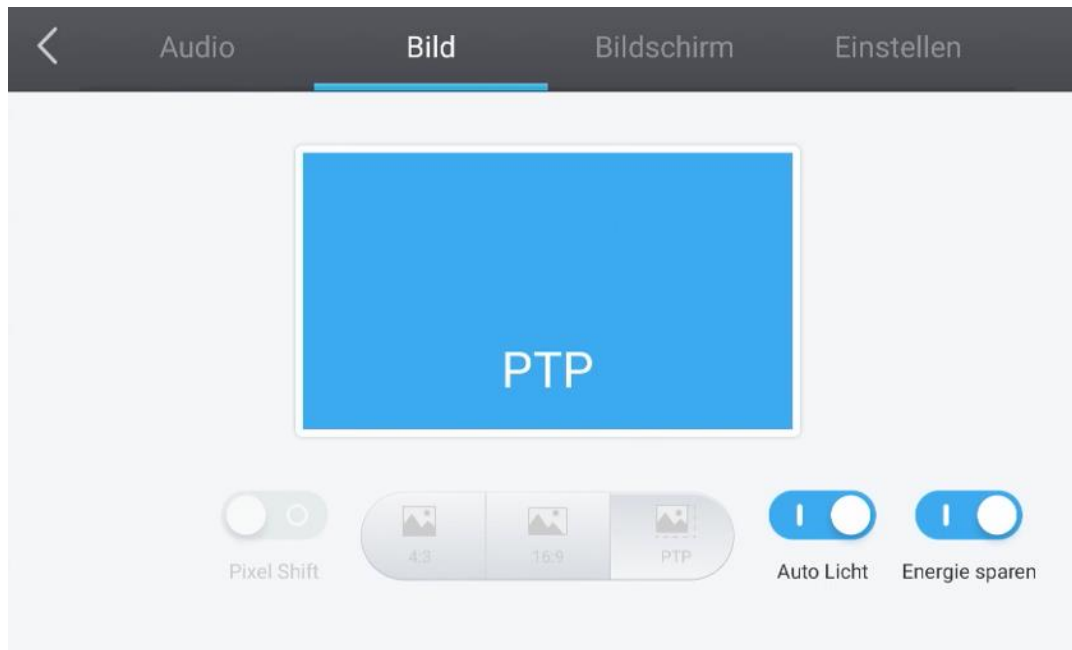 Audio Bild Bildschirm Einstellen
PTP
4:3 16:9 PTP
Pixel Shift Auto Licht Energie sparen